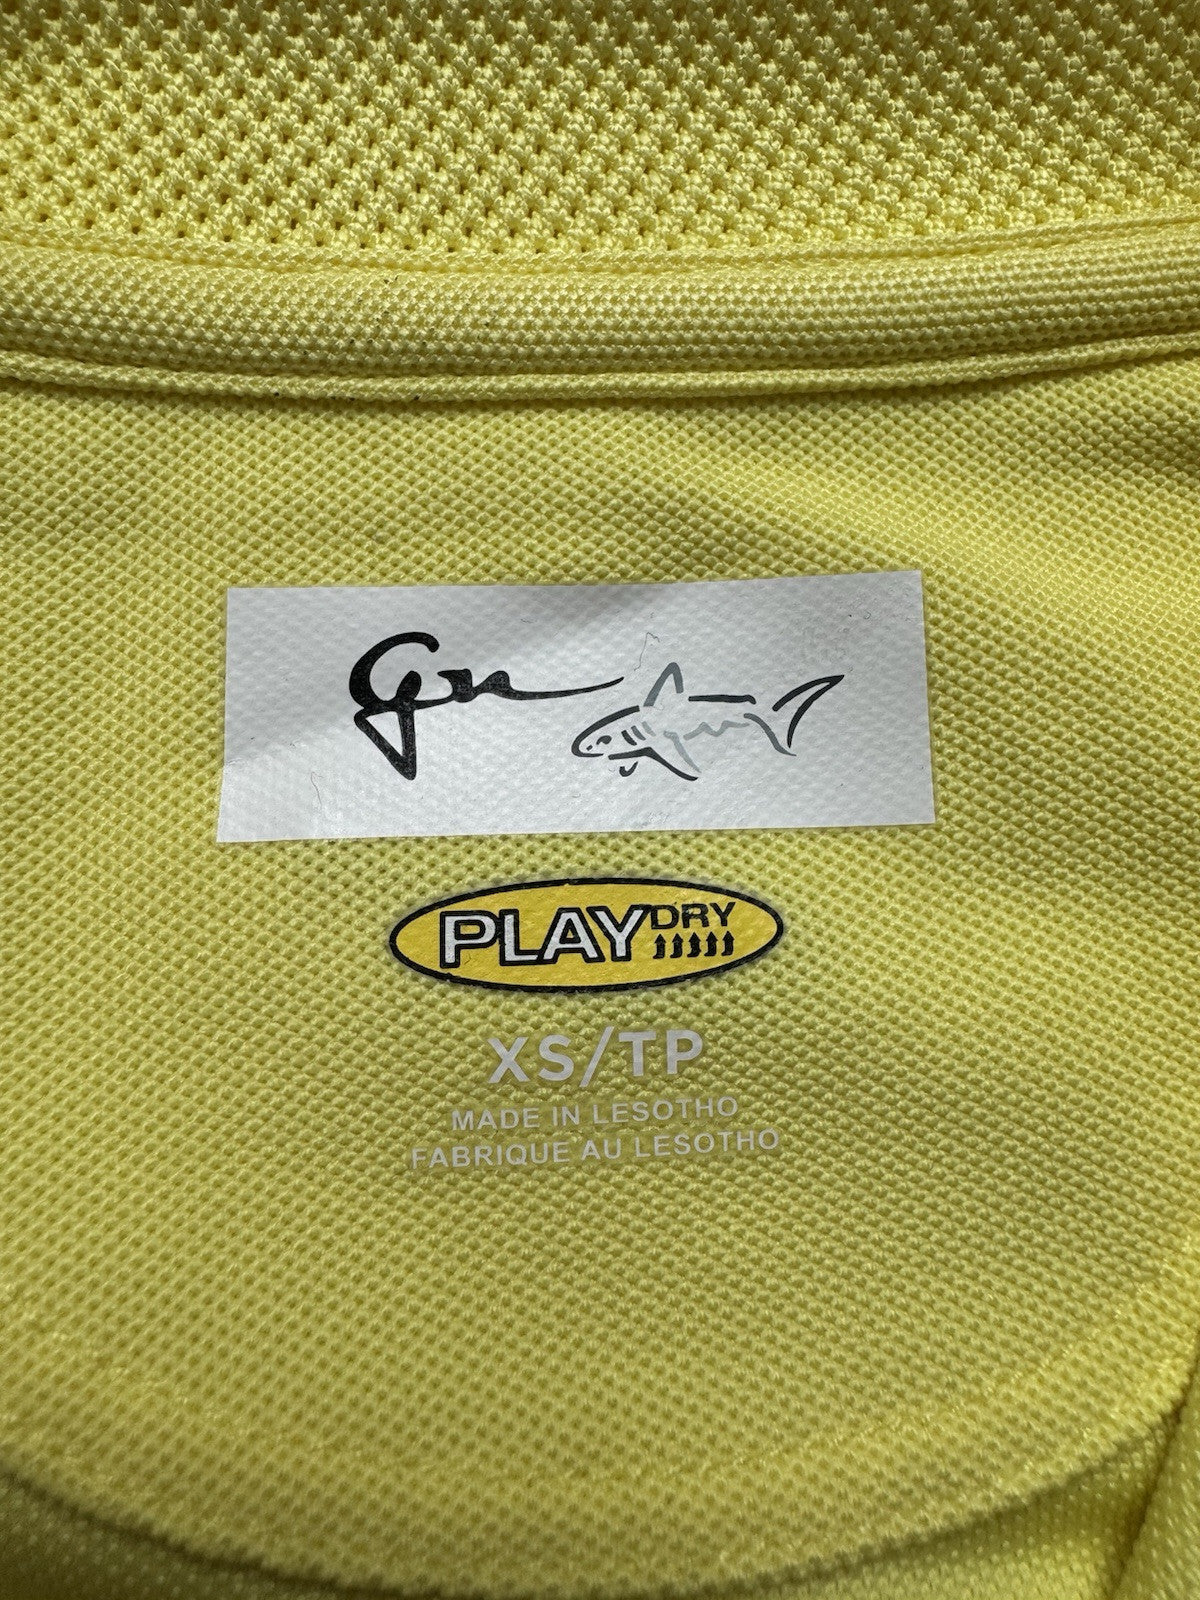 PLAYDRY
XS/TP
MADE IN LESOTHO
FABRIQUE AU LESOTHO